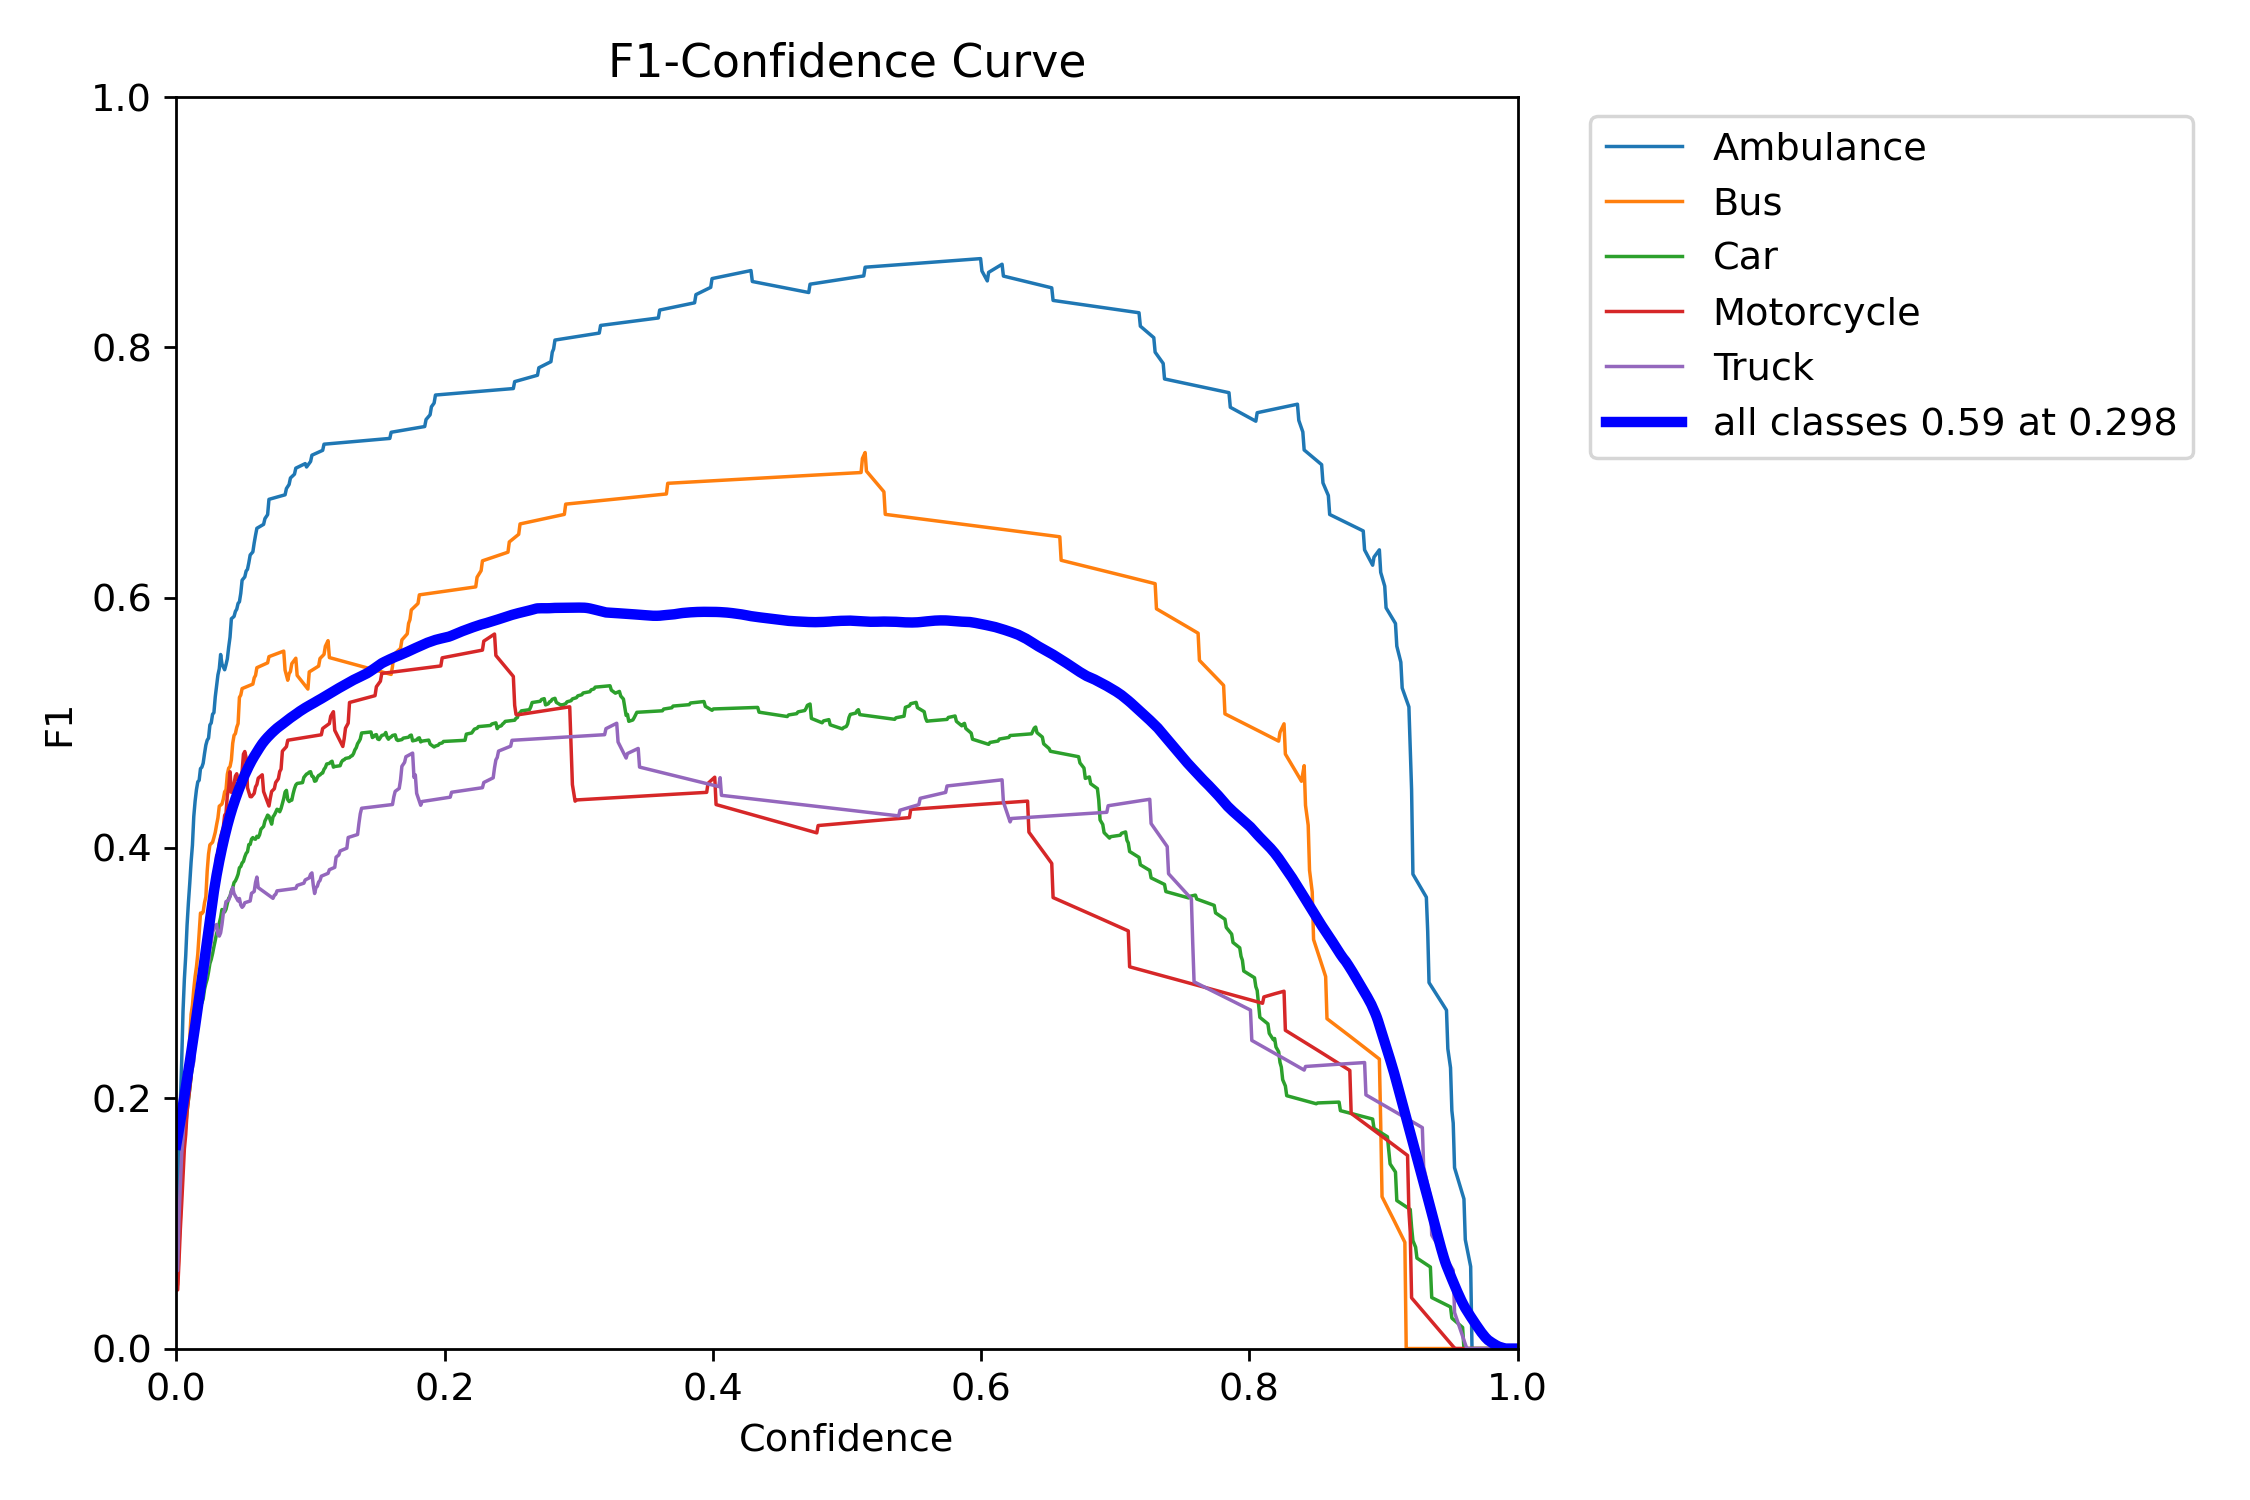 F1-Confidence Curve
1.0
0.8
0.6
0.4
0.2
0.0
F1
0.0 0.2 0.4 0.6 0.8 1.0
Confidence
Ambulance
Bus
Car
Motorcycle
Truck
all classes 0.59 at 0.298